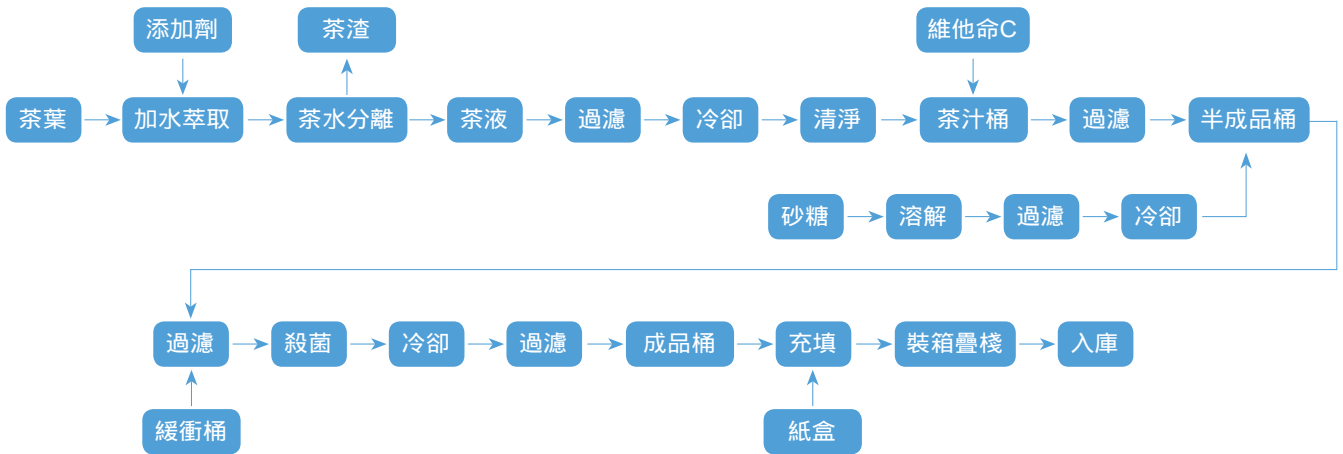 添加劑 茶渣 維他命C
茶葉 加水萃取 茶水分離 茶液 過濾 冷卻 清淨 茶汁桶 過濾 半成品桶
砂糖 溶解 過濾 冷卻
過濾 殺菌 冷卻 過濾 成品桶 充填 裝箱疊棧 入庫
緩衝桶 紙盒